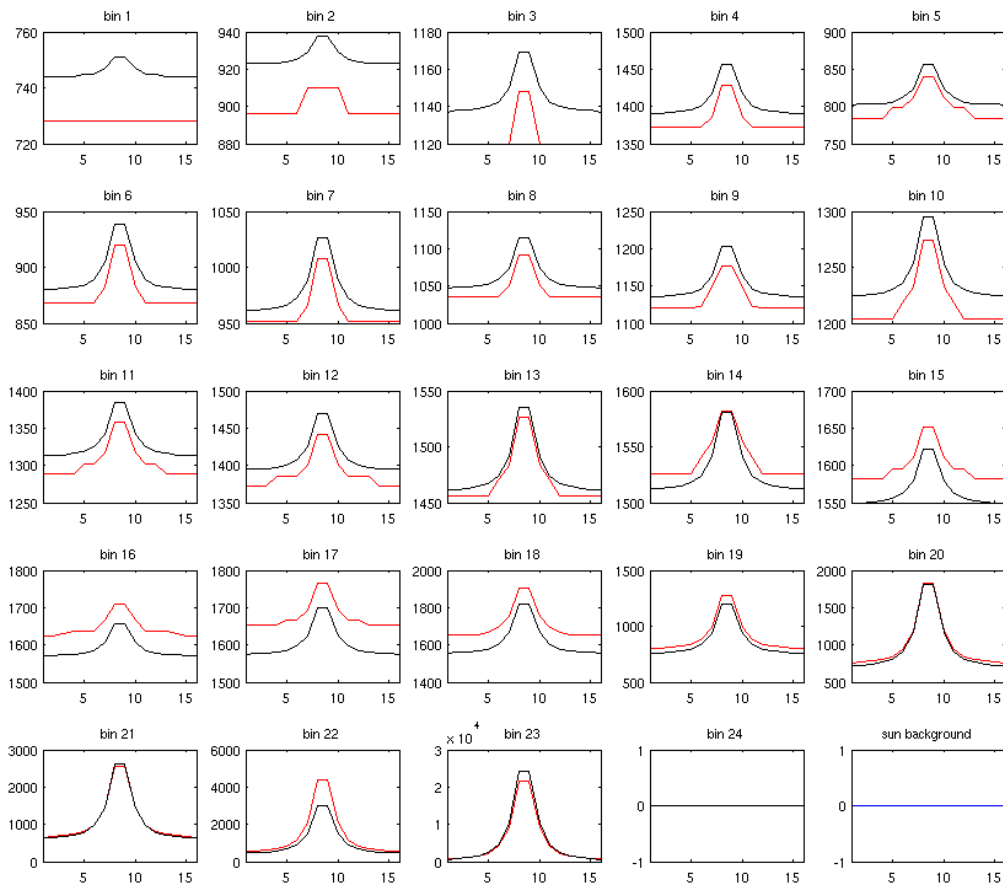 bin 1 bin 2 bin 3 bin 4 bin 5
760 940 1180 1500 900
920 1160 1450 850
740 900 1140 1400 800
720 880 1120 1350 750
5 10 15 5 10 15 5 10 15 5 10 15 5 10 15
bin 6 bin 7 bin 8 bin 9 bin 10
950 1050 1150 1250 1300
1100 1200
900 1000 1250
1050 1150
850 950 1000 1100 1200
5 10 15 5 10 15 5 10 15 5 10 15 5 10 15
bin 11 bin 12 bin 13 bin 14 bin 15
1400 1500 1550 1600 1700
1350 1450 1650
1500 1550
1300 1400 1600
1250 1350 1450 1500 1550
5 10 15 5 10 15 5 10 15 5 10 15 5 10 15
bin 16 bin 17 bin 18 bin 19 bin 20
1800 1800 2000 1500 2000
1700 1700 1800 1500
1000
1600 1600 1600 1000
1500 1500 1400 500 500
5 10 15 5 10 15 5 10 15 5 10 15 5 10 15
bin 21 bin 22 × 10⁴ bin 23 bin 24 sun background
3000 6000 3 1 1
2000 4000 2
0 0
1000 2000 1
0 0 0 -1 -1
5 10 15 5 10 15 5 10 15 5 10 15 5 10 15